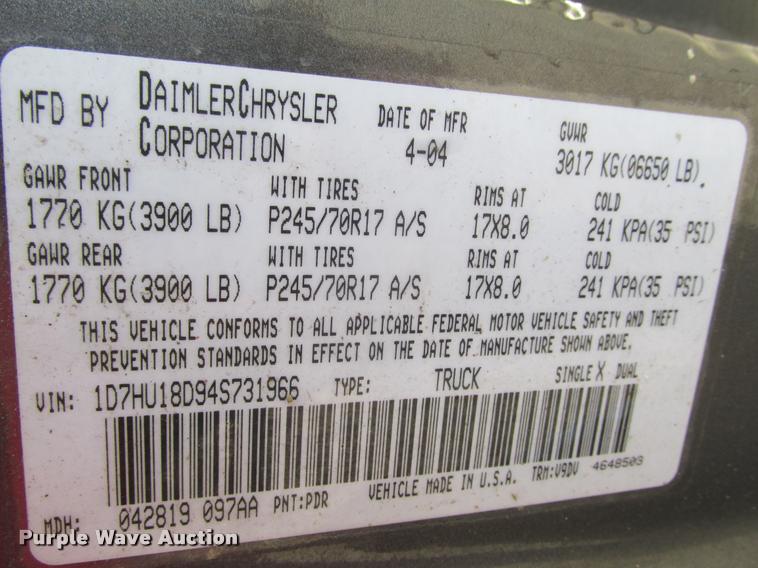 MFD BY DAIMLERCHRYSLER CORPORATION DATE OF MFR 4-04 GVWR 3017 KG(06650 LB)
GAWR FRONT WITH TIRES RIMS AT COLD
1770 KG(3900 LB) P245/70R17 A/S 17X8.0 241 KPA(35 PSI)
GAWR REAR WITH TIRES RIMS AT COLD
1770 KG(3900 LB) P245/70R17 A/S 17X8.0 241 KPA(35 PSI)
THIS VEHICLE CONFORMS TO ALL APPLICABLE FEDERAL MOTOR VEHICLE SAFETY AND THEFT
PREVENTION STANDARDS IN EFFECT ON THE DATE OF MANUFACTURE SHOWN ABOVE.
VIN: 1D7HU18D94S731966 TYPE: TRUCK SINGLE X DUAL
MDH: 042819 097AA PNT:PDR VEHICLE MADE IN U.S.A. TRM:V9DV 4648503
Purple Wave Auction